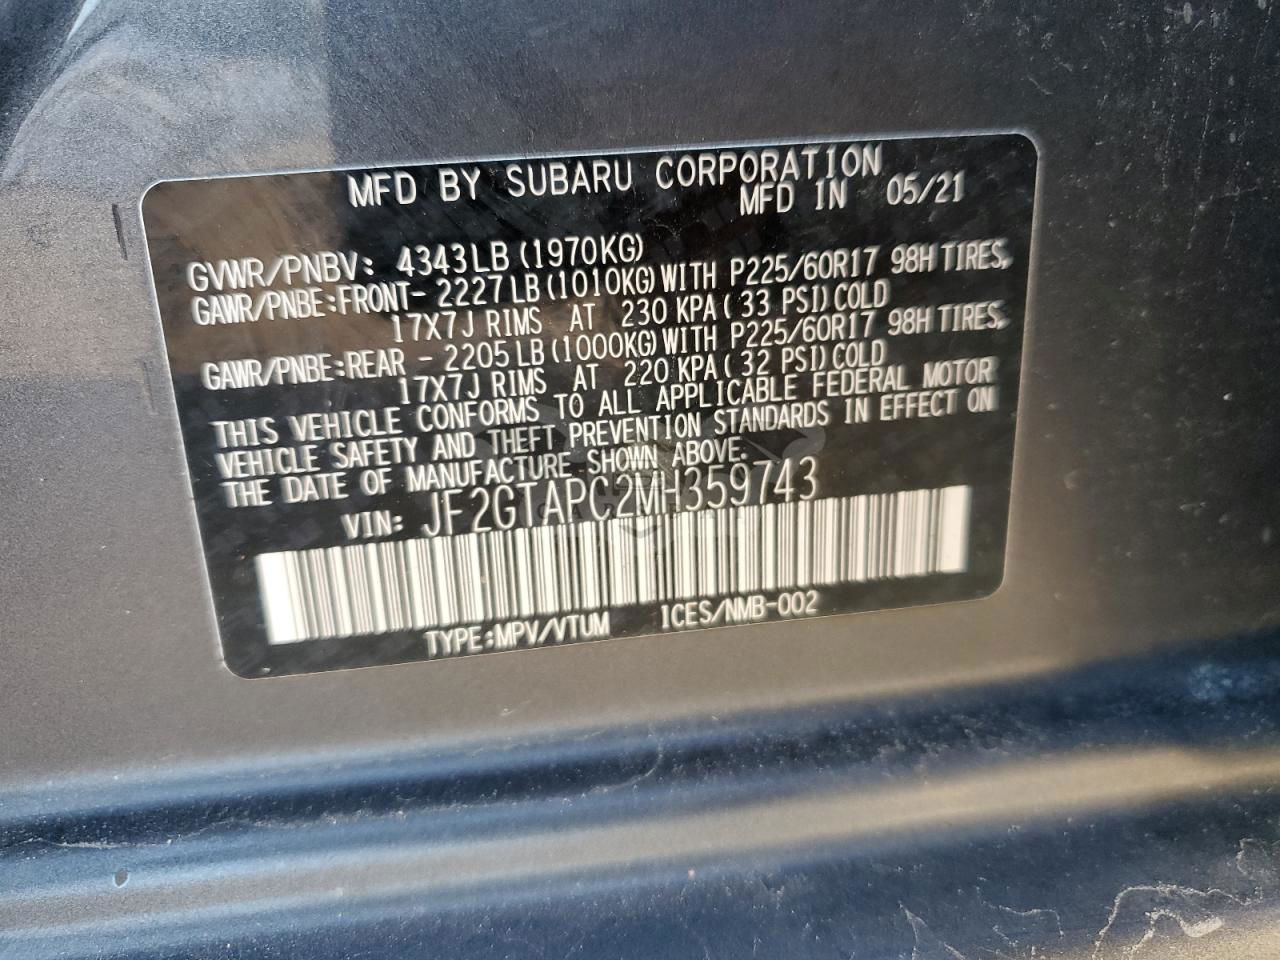 MFD BY SUBARU CORPORATION
MFD IN 05/21
GVWR/PNBV: 4343LB (1970KG)
GAWR/PNBE:FRONT- 2227LB (1010KG) WITH P225/60R17 98H TIRES,
17X7J RIMS AT 230 KPA( 33 PSI)COLD
GAWR/PNBE:REAR - 2205LB (1000KG) WITH P225/60R17 98H TIRES,
17X7J RIMS AT 220 KPA( 32 PSI)COLD
THIS VEHICLE CONFORMS TO ALL APPLICABLE FEDERAL MOTOR
VEHICLE SAFETY AND THEFT PREVENTION STANDARDS IN EFFECT ON
THE DATE OF MANUFACTURE SHOWN ABOVE.
VIN: JF2GTAPC2MH359743
TYPE:MPV/VTUM ICES/NMB-002